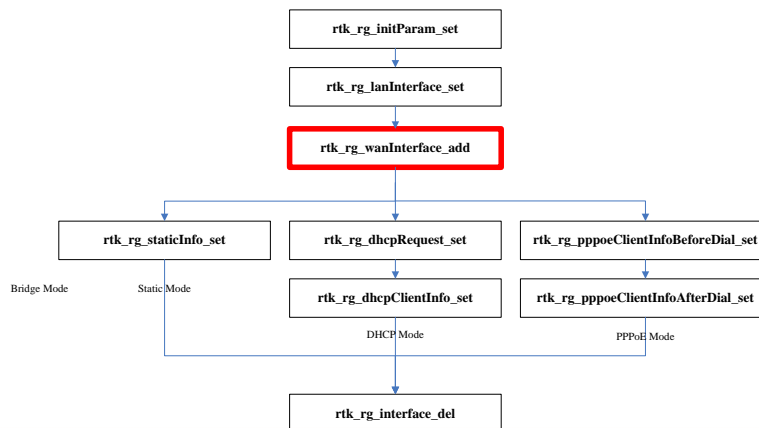 rtk_rg_initParam_set
rtk_rg_lanInterface_set
rtk_rg_wanInterface_add
rtk_rg_staticInfo_set
rtk_rg_dhcpRequest_set
rtk_rg_pppoeClientInfoBeforeDial_set
Bridge Mode
Static Mode
rtk_rg_dhcpClientInfo_set
rtk_rg_pppoeClientInfoAfterDial_set
DHCP Mode
PPPoE Mode
rtk_rg_interface_del